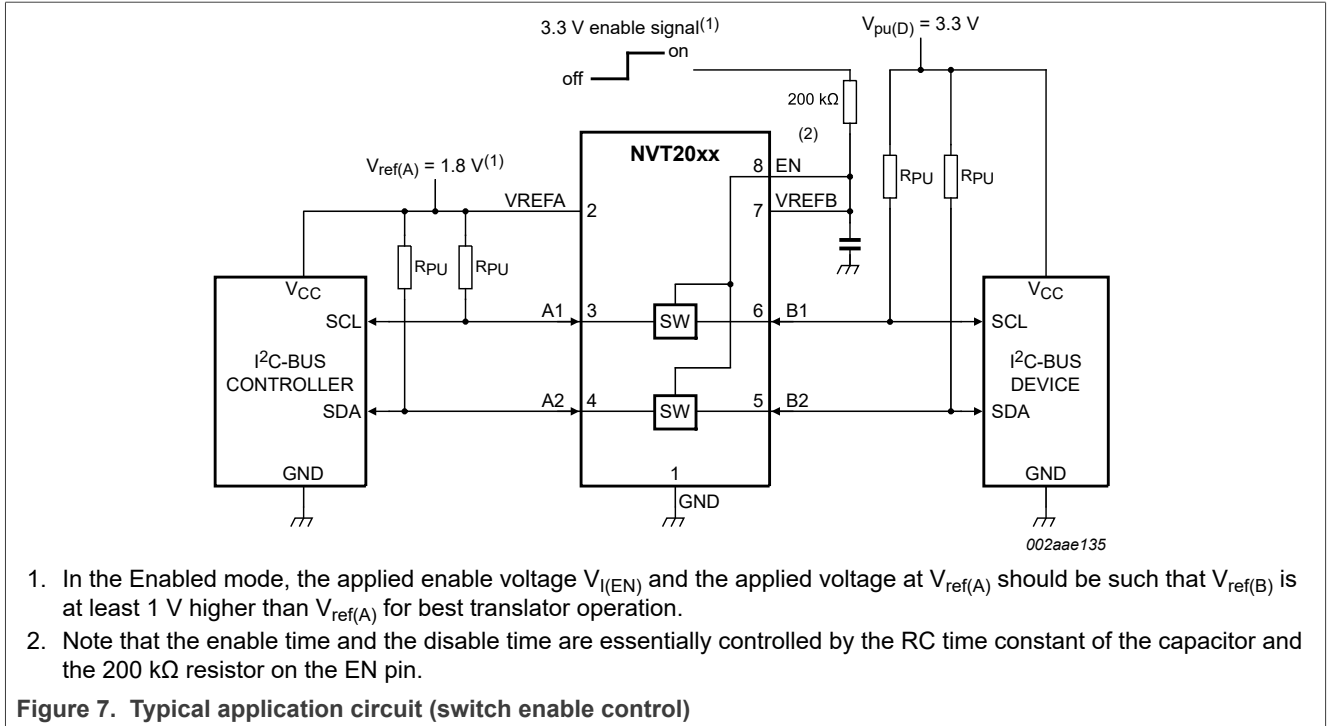 3.3 V enable signal(1)
off
on
Vpu(D) = 3.3 V
200 kΩ
(2)
NVT20xx
Vref(A) = 1.8 V(1)
8
EN
RPU
RPU
VREFA
2
7
VREFB
RPU
RPU
VCC
SCL
A1
3
SW
6
B1
VCC
SCL
I2C-BUS
CONTROLLER
I2C-BUS
DEVICE
SDA
A2
4
SW
5
B2
SDA
GND
1
GND
GND
002aae135
1. In the Enabled mode, the applied enable voltage VI(EN) and the applied voltage at Vref(A) should be such that Vref(B) is
at least 1 V higher than Vref(A) for best translator operation.
2. Note that the enable time and the disable time are essentially controlled by the RC time constant of the capacitor and
the 200 kΩ resistor on the EN pin.
Figure 7. Typical application circuit (switch enable control)